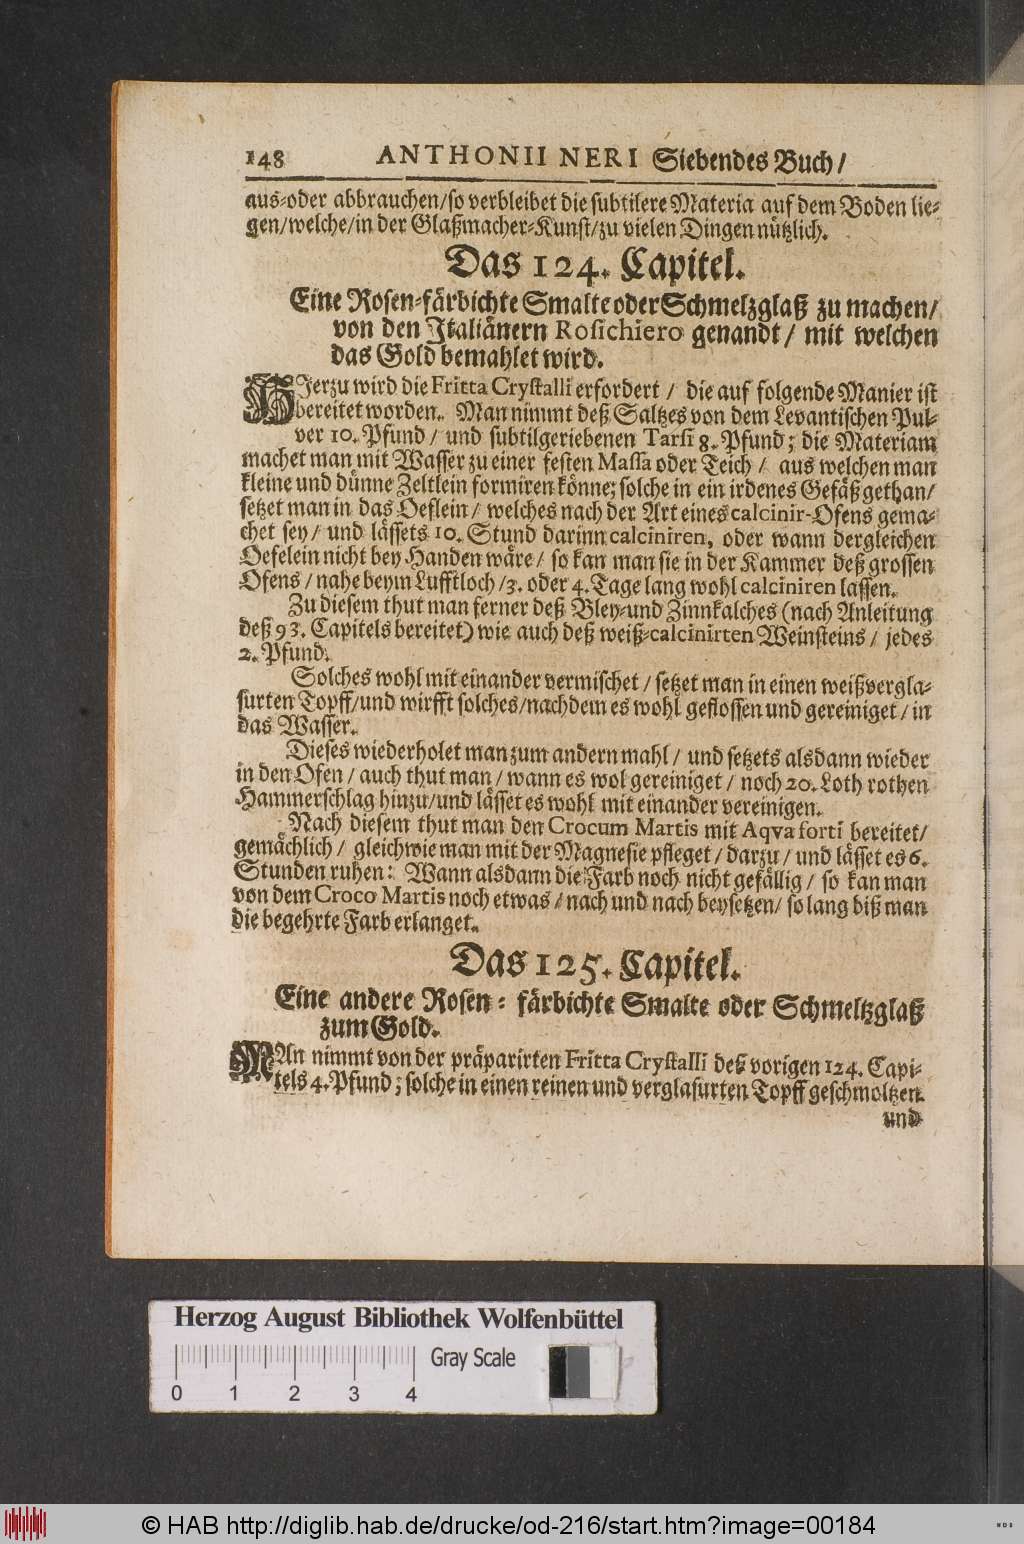 148 ANTHONII NERI Siebendes Buch/
aus-oder abbrauchen/so verbleibet die subtilere Materia auf dem Boden lie-
gen/welche/in der Glaßmacher-Kunst/zu vielen Dingen nützlich.
Das 124. Capitel.
Eine Rosen-färbichte Smalte oder Schmelzglaß zu machen/
von den Italiänern Rosichiero genandt/ mit welchen
das Gold bemahlet wird.
HIerzu wird die Fritta Crystalli erfordert / die auf folgende Manier ist
bereitet worden. Man nimmt deß Saltzes von dem Levantischen Pul-
ver 10. Pfund/ und subtilgeriebenen Tarsi 8. Pfund; die Materiam
machet man mit Wasser zu einer festen Massa oder Teich / aus welchen man
kleine und dünne Zeltlein formiren könne; solche in ein irdenes Gefäß gethan/
setzet man in das Oeflein / welches nach der Art eines calcinir-Ofens gema-
chet sey / und lässets 10. Stund darinn calciniren, oder wann dergleichen
Oefelein nicht bey Handen wäre / so kan man sie in der Kammer deß grossen
Ofens / nahe beym Lufftloch /3. oder 4. Tage lang wohl calciniren lassen.
Zu diesem thut man ferner deß Bley-und Zinnkalches (nach Anleitung
deß 93. Capitels bereitet) wie auch deß weiß-calcinirten Weinsteins / jedes
2. Pfund.
Solches wohl mit einander vermischet / setzet man in einen weißvergla-
surten Topff/und wirfft solches/nachdem es wohl geflossen und gereiniget / in
das Wasser.
Dieses wiederholet man zum andern mahl / und setzets alsdann wieder
in den Ofen / auch thut man / wann es wol gereiniget / noch 20. Loth rothen
Hammerschlag hinzu/und lässet es wohl mit einander vereinigen.
Nach diesem thut man den Crocum Martis mit Aqva forti bereitet/
gemächlich / gleichwie man mit der Magnesie pfleget / darzu / und lässet es 6.
Stunden ruhen: Wann alsdann die Farb noch nicht gefällig / so kan man
von dem Croco Martis noch etwas / nach und nach beysetzen/ so lang biß man
die begehrte Farb erlanget.
Das 125. Capitel.
Eine andere Rosen-färbichte Smalte oder Schmeltzglaß
zum Gold.
MAn nimmt von der präparirten Fritta Crystalli deß vorigen 124. Capi-
tels 4. Pfund; solche in einen reinen und verglasurten Topff geschmoltzen.
und
Herzog August Bibliothek Wolfenbüttel
Gray Scale
0 1 2 3 4
© HAB http://diglib.hab.de/drucke/od-216/start.htm?image=00184